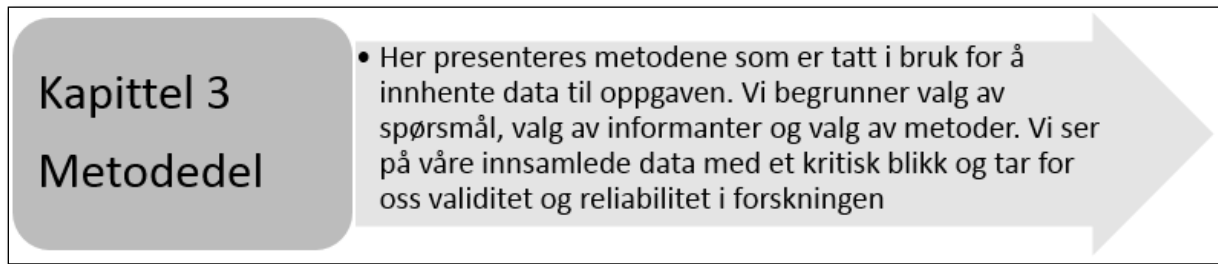 Kapittel 3
Metodedel
• Her presenteres metodene som er tatt i bruk for å
innhente data til oppgaven. Vi begrunner valg av
spørsmål, valg av informanter og valg av metoder. Vi ser
på våre innsamlede data med et kritisk blikk og tar for
oss validitet og reliabilitet i forskningen